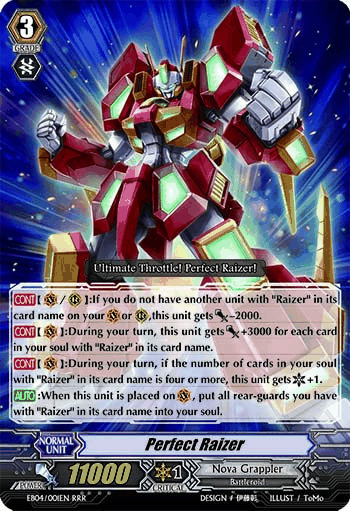 3
GRADE
Ultimate Throttle! Perfect Raizer!
CONT【 / 】:If you do not have another unit with "Raizer" in its
card name on your or ,this unit gets -2000.
CONT【 】:During your turn, this unit gets +3000 for each card
in your soul with "Raizer" in its card name.
CONT【 】:During your turn, if the number of cards in your
soul with "Raizer" in its card name is four or more, this unit gets +1.
AUTO:When this unit is placed on , put all rear-guards you have
with "Raizer" in its card name into your soul.
NORMAL
UNIT
Perfect Raizer
POWER
11000
1
CRITICAL
Nova Grappler
Battleroid
EB04/001EN RRR
DESIGN / 伊藤彰
ILLUST / ToMo